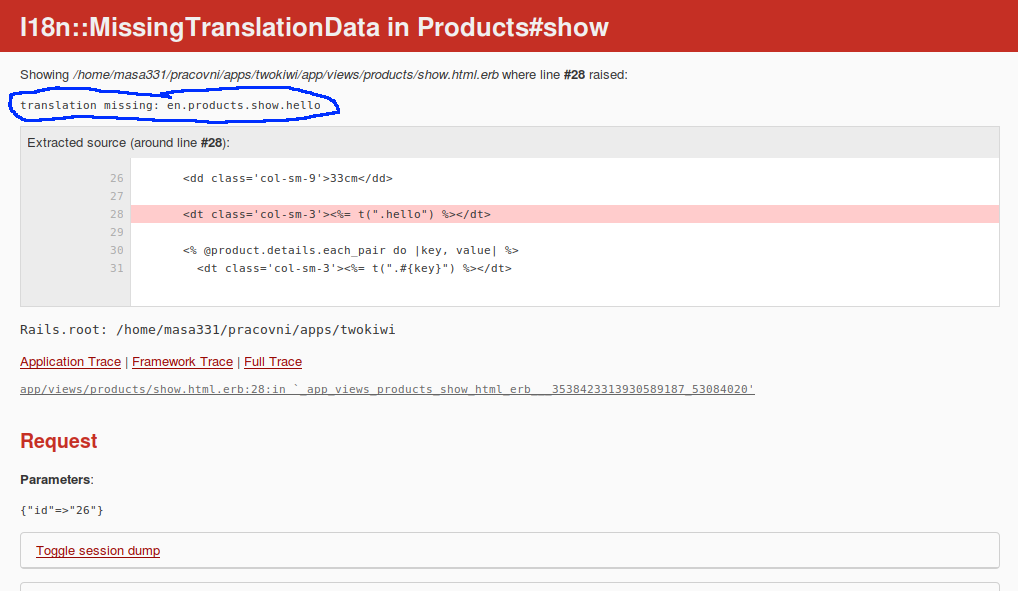 I18n::MissingTranslationData in Products#show
Showing /home/masa331/pracovni/apps/twokiwi/app/views/products/show.html.erb where line #28 raised:
translation missing: en.products.show.hello
Extracted source (around line #28):
26 <dd class='col-sm-9'>33cm</dd>
27
28 <dt class='col-sm-3'><%= t(".hello") %></dt>
29
30 <% @product.details.each_pair do |key, value| %>
31 <dt class='col-sm-3'><%= t(".#{key}") %></dt>
Rails.root: /home/masa331/pracovni/apps/twokiwi
Application Trace | Framework Trace | Full Trace
app/views/products/show.html.erb:28:in `_app_views_products_show_html_erb___3538423313930589187_53084020'
Request
Parameters:
{"id"=>"26"}
Toggle session dump